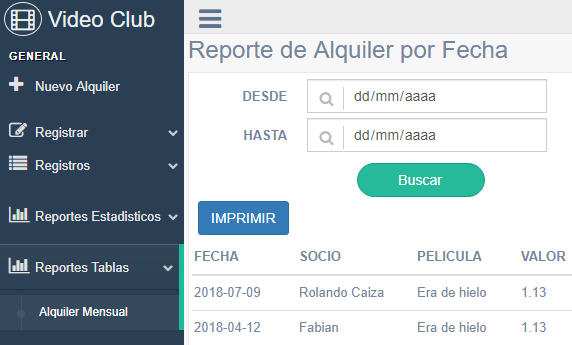 Video Club
GENERAL
Nuevo Alquiler
Registrar
Registros
Reportes Estadisticos
Reportes Tablas
Alquiler Mensual
Reporte de Alquiler por Fecha
DESDE dd/mm/aaaa
HASTA dd/mm/aaaa
Buscar
IMPRIMIR
FECHA SOCIO PELICULA VALOR
2018-07-09 Rolando Caiza Era de hielo 1.13
2018-04-12 Fabian Era de hielo 1.13